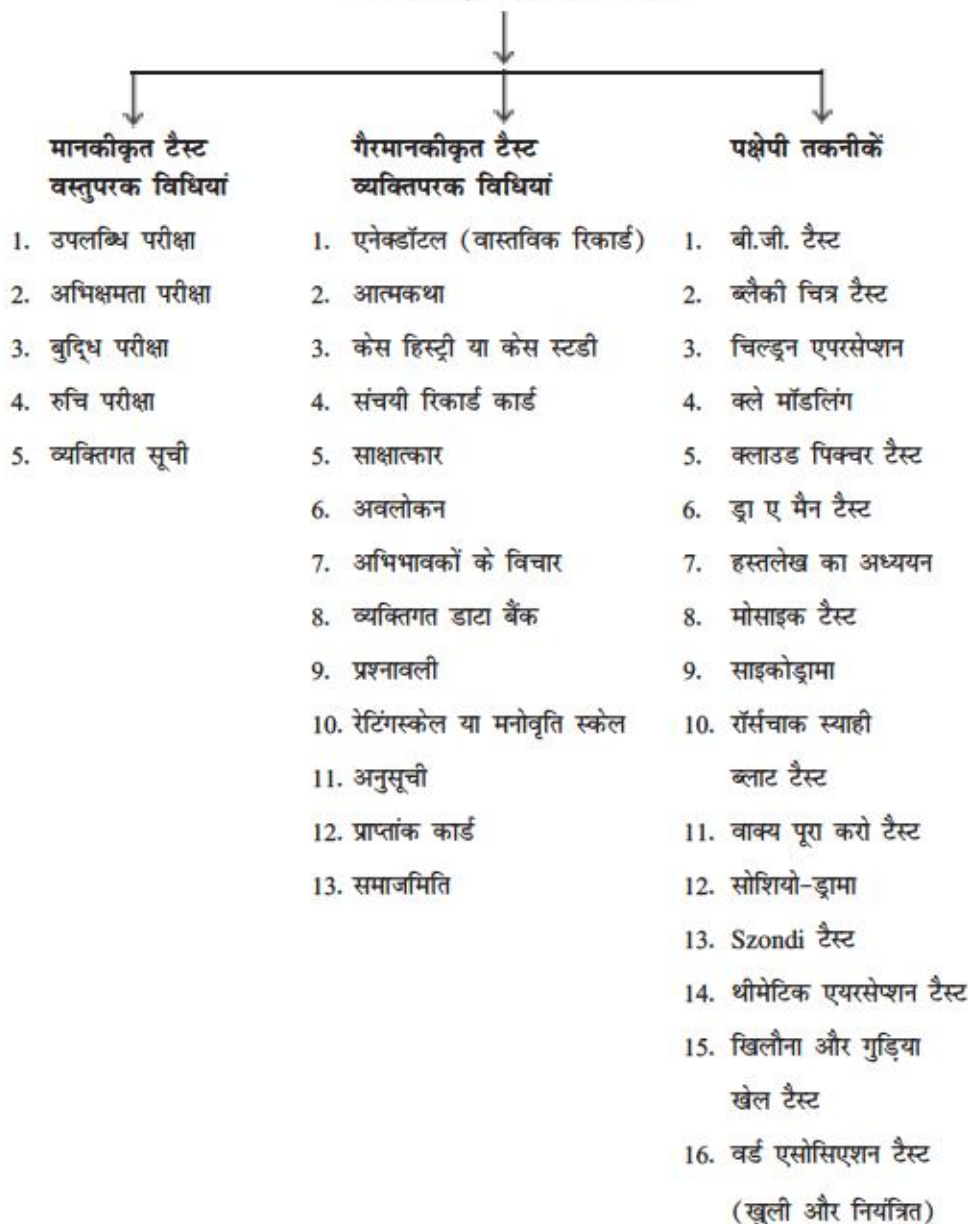 मानकीकृत टैस्ट
वस्तुपरक विधियां
1. उपलब्धि परीक्षा
2. अभिक्षमता परीक्षा
3. बुद्धि परीक्षा
4. रुचि परीक्षा
5. व्यक्तिगत सूची
गैरमानकीकृत टैस्ट
व्यक्तिपरक विधियां
1. एनेक्डॉटल (वास्तविक रिकार्ड)
2. आत्मकथा
3. केस हिस्ट्री या केस स्टडी
4. संचयी रिकार्ड कार्ड
5. साक्षात्कार
6. अवलोकन
7. अभिभावकों के विचार
8. व्यक्तिगत डाटा बैंक
9. प्रश्नावली
10. रेटिंगस्केल या मनोवृति स्केल
11. अनुसूची
12. प्राप्तांक कार्ड
13. समाजमिति
पक्षेपी तकनीकें
1. बी.जी. टैस्ट
2. ब्लैकी चित्र टैस्ट
3. चिल्ड्रन एपरसेप्शन
4. क्ले मॉडलिंग
5. क्लाउड पिक्चर टैस्ट
6. ड्रा ए मैन टैस्ट
7. हस्तलेख का अध्ययन
8. मोसाइक टैस्ट
9. साइकोड्रामा
10. रॉर्सचाक स्याही
ब्लाट टैस्ट
11. वाक्य पूरा करो टैस्ट
12. सोशियो-ड्रामा
13. Szondi टैस्ट
14. थीमेटिक एयरसेप्शन टैस्ट
15. खिलौना और गुड़िया
खेल टैस्ट
16. वर्ड एसोसिएशन टैस्ट
(खुली और नियंत्रित)